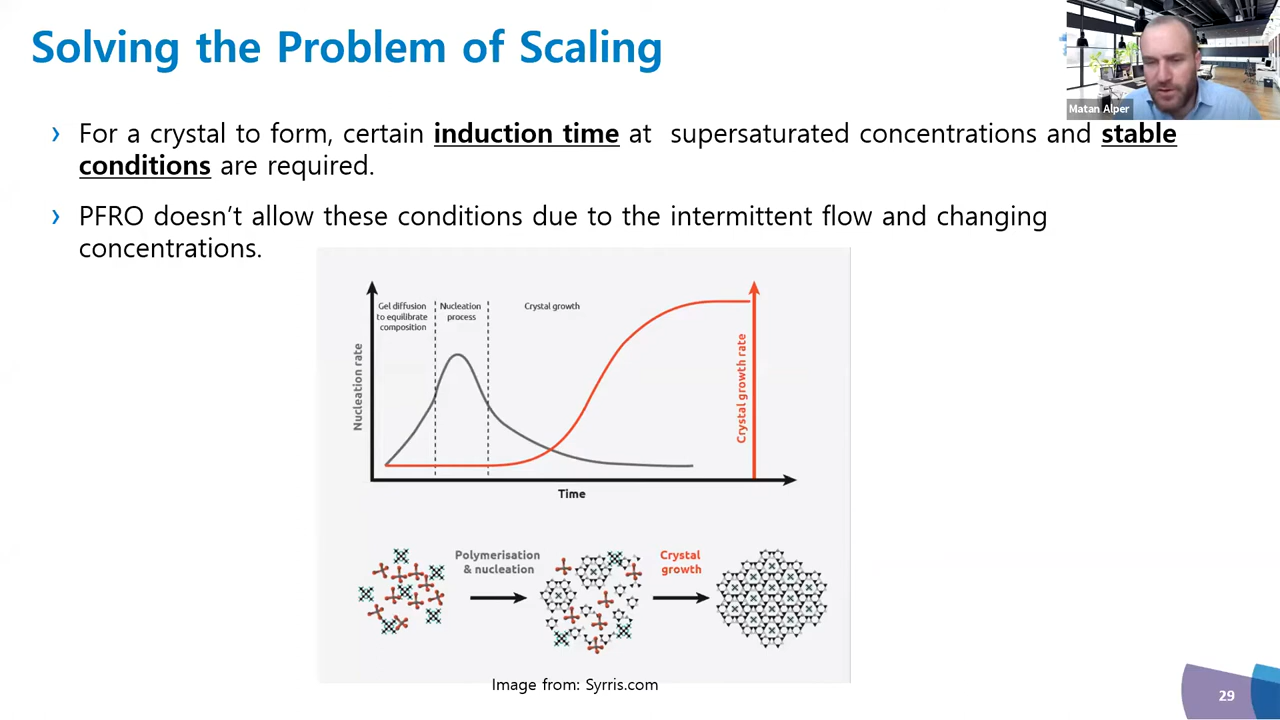 Solving the Problem of Scaling
Matan Alper
› For a crystal to form, certain induction time at supersaturated concentrations and stable
conditions are required.
› PFRO doesn’t allow these conditions due to the intermittent flow and changing
concentrations.
Gel diffusion
to equilibrate
composition
Nucleation
process
Crystal growth
Nucleation rate
Crystal growth rate
Time
Polymerisation
& nucleation
Crystal
growth
Image from: Syrris.com
29